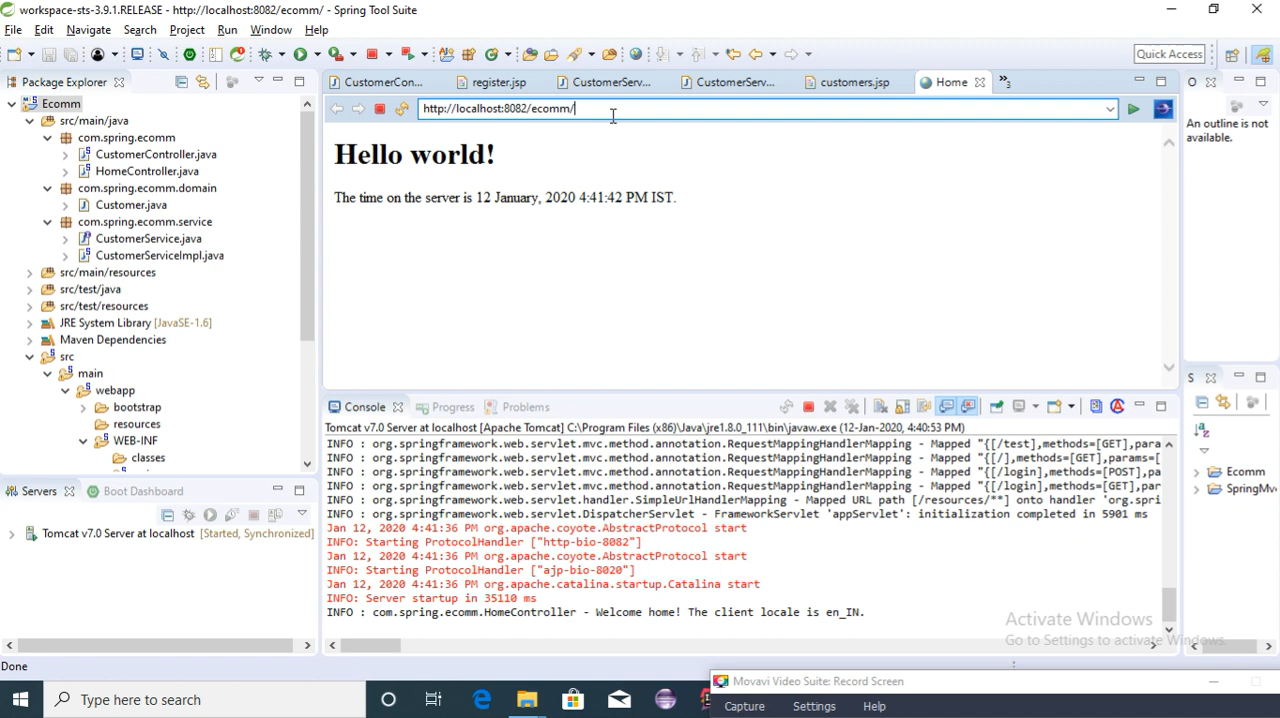 workspace-sts-3.9.1.RELEASE - http://localhost:8082/ecomm/ - Spring Tool Suite
File Edit Navigate Search Project Run Window Help
Quick Access
Package Explorer
CustomerCon...
register.jsp
CustomerServ...
CustomerServ...
customers.jsp
Home
»3
O
Ecomm
src/main/java
com.spring.ecomm
CustomerController.java
HomeController.java
com.spring.ecomm.domain
Customer.java
com.spring.ecomm.service
CustomerService.java
CustomerServiceImpl.java
src/main/resources
src/test/java
src/test/resources
JRE System Library [JavaSE-1.6]
Maven Dependencies
src
main
webapp
bootstrap
resources
WEB-INF
classes
http://localhost:8082/ecomm/
Hello world!
The time on the server is 12 January, 2020 4:41:42 PM IST.
An outline is not
available.
S
Ecomm
SpringMv
Console
Progress
Problems
Tomcat v7.0 Server at localhost [Apache Tomcat] C:\Program Files (x86)\Java\jre1.8.0_111\bin\javaw.exe (12-Jan-2020, 4:40:53 PM)
INFO : org.springframework.web.servlet.mvc.method.annotation.RequestMappingHandlerMapping - Mapped "{[/test],methods=[GET],para
INFO : org.springframework.web.servlet.mvc.method.annotation.RequestMappingHandlerMapping - Mapped "{[/],methods=[GET],params=[
INFO : org.springframework.web.servlet.mvc.method.annotation.RequestMappingHandlerMapping - Mapped "{[/login],methods=[POST],pa
INFO : org.springframework.web.servlet.mvc.method.annotation.RequestMappingHandlerMapping - Mapped "{[/login],methods=[GET],par
INFO : org.springframework.web.servlet.handler.SimpleUrlHandlerMapping - Mapped URL path [/resources/**] onto handler 'org.spri
INFO : org.springframework.web.servlet.DispatcherServlet - FrameworkServlet 'appServlet': initialization completed in 5901 ms
Jan 12, 2020 4:41:36 PM org.apache.coyote.AbstractProtocol start
INFO: Starting ProtocolHandler ["http-bio-8082"]
Jan 12, 2020 4:41:36 PM org.apache.coyote.AbstractProtocol start
INFO: Starting ProtocolHandler ["ajp-bio-8020"]
Jan 12, 2020 4:41:36 PM org.apache.catalina.startup.Catalina start
INFO: Server startup in 35110 ms
INFO : com.spring.ecomm.HomeController - Welcome home! The client locale is en_IN.
Servers
Boot Dashboard
Tomcat v7.0 Server at localhost [Started, Synchronized]
Activate Windows
Go to Settings to activate Windows.
Done
Type here to search
Movavi Video Suite: Record Screen
Capture Settings Help